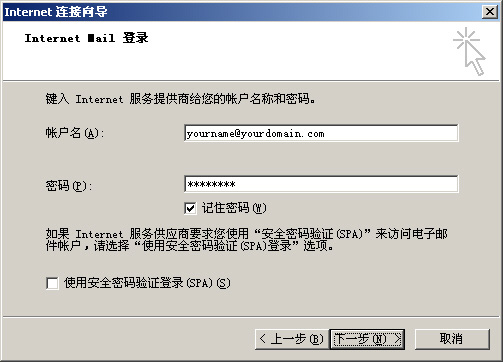 Internet 连接向导
Internet Mail 登录
键入 Internet 服务提供商给您的帐户名称和密码。
帐户名(A):
yourname@yourdomain.com
密码(P):
********
记住密码(W)
如果 Internet 服务供应商要求您使用“安全密码验证(SPA)”来访问电子邮
件帐户，请选择“使用安全密码验证(SPA)登录”选项。
使用安全密码验证登录(SPA)(S)
< 上一步(B)
下一步(N) >
取消